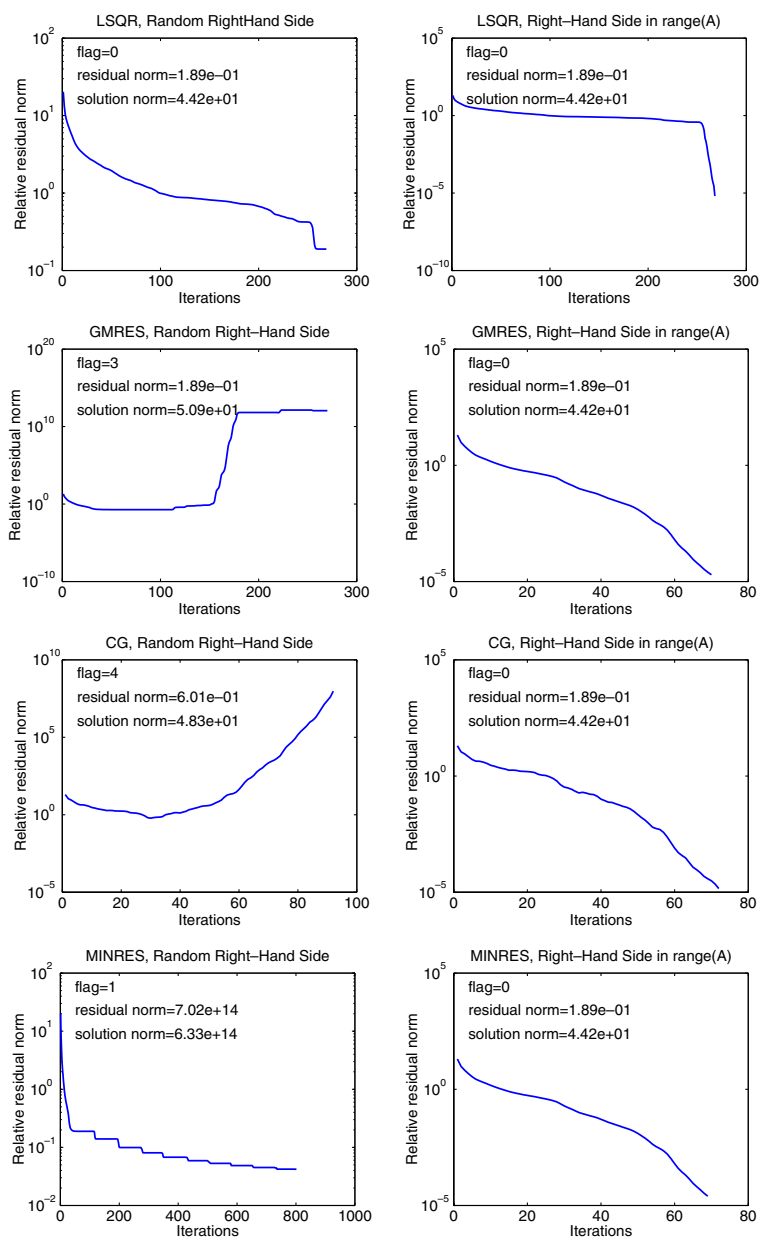 LSQR, Random RightHand Side
10^2
10^1
10^0
10^−1
Relative residual norm
flag=0
residual norm=1.89e−01
solution norm=4.42e+01
0 100 200 300
Iterations
LSQR, Right−Hand Side in range(A)
10^5
10^0
10^−5
10^−10
Relative residual norm
flag=0
residual norm=1.89e−01
solution norm=4.42e+01
0 100 200 300
Iterations
GMRES, Random Right−Hand Side
10^20
10^10
10^0
10^−10
Relative residual norm
flag=3
residual norm=1.89e−01
solution norm=5.09e+01
0 100 200 300
Iterations
GMRES, Right−Hand Side in range(A)
10^5
10^0
10^−5
Relative residual norm
flag=0
residual norm=1.89e−01
solution norm=4.42e+01
0 20 40 60 80
Iterations
CG, Random Right−Hand Side
10^10
10^5
10^0
10^−5
Relative residual norm
flag=4
residual norm=6.01e−01
solution norm=4.83e+01
0 20 40 60 80 100
Iterations
CG, Right−Hand Side in range(A)
10^5
10^0
10^−5
Relative residual norm
flag=0
residual norm=1.89e−01
solution norm=4.42e+01
0 20 40 60 80
Iterations
MINRES, Random Right−Hand Side
10^2
10^1
10^0
10^−1
10^−2
Relative residual norm
flag=1
residual norm=7.02e+14
solution norm=6.33e+14
0 200 400 600 800 1000
Iterations
MINRES, Right−Hand Side in range(A)
10^5
10^0
10^−5
Relative residual norm
flag=0
residual norm=1.89e−01
solution norm=4.42e+01
0 20 40 60 80
Iterations